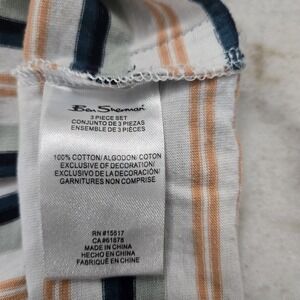 Ben Sherman
3 PIECE SET
CONJUNTO DE 3 PIEZAS
ENSEMBLE DE 3 PIÈCES
100% COTTON/ALGODON/COTON
EXCLUSIVE OF DECORATION/
EXCLUSIVO DE LA DECORACIÓN/
GARNITURES NON COMPRISE
RN #15517
CA#61878
MADE IN CHINA
HECHO EN CHINA
FABRIQUÉ EN CHINE